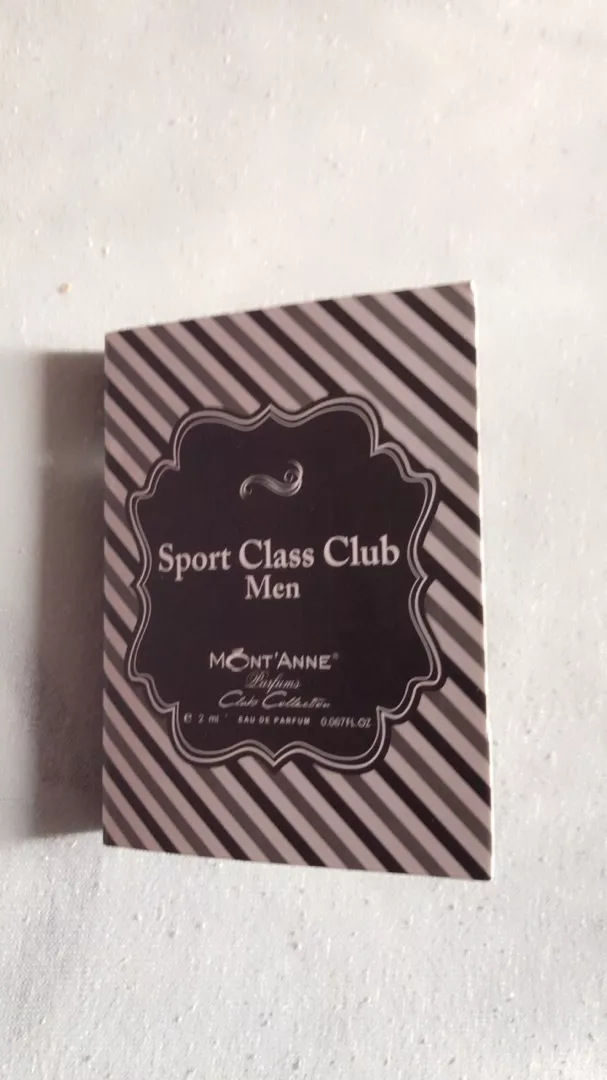 Sport Class Club
Men
MONT'ANNE®
Parfums
Club Collection
e 2 ml EAU DE PARFUM 0.067FL.OZ